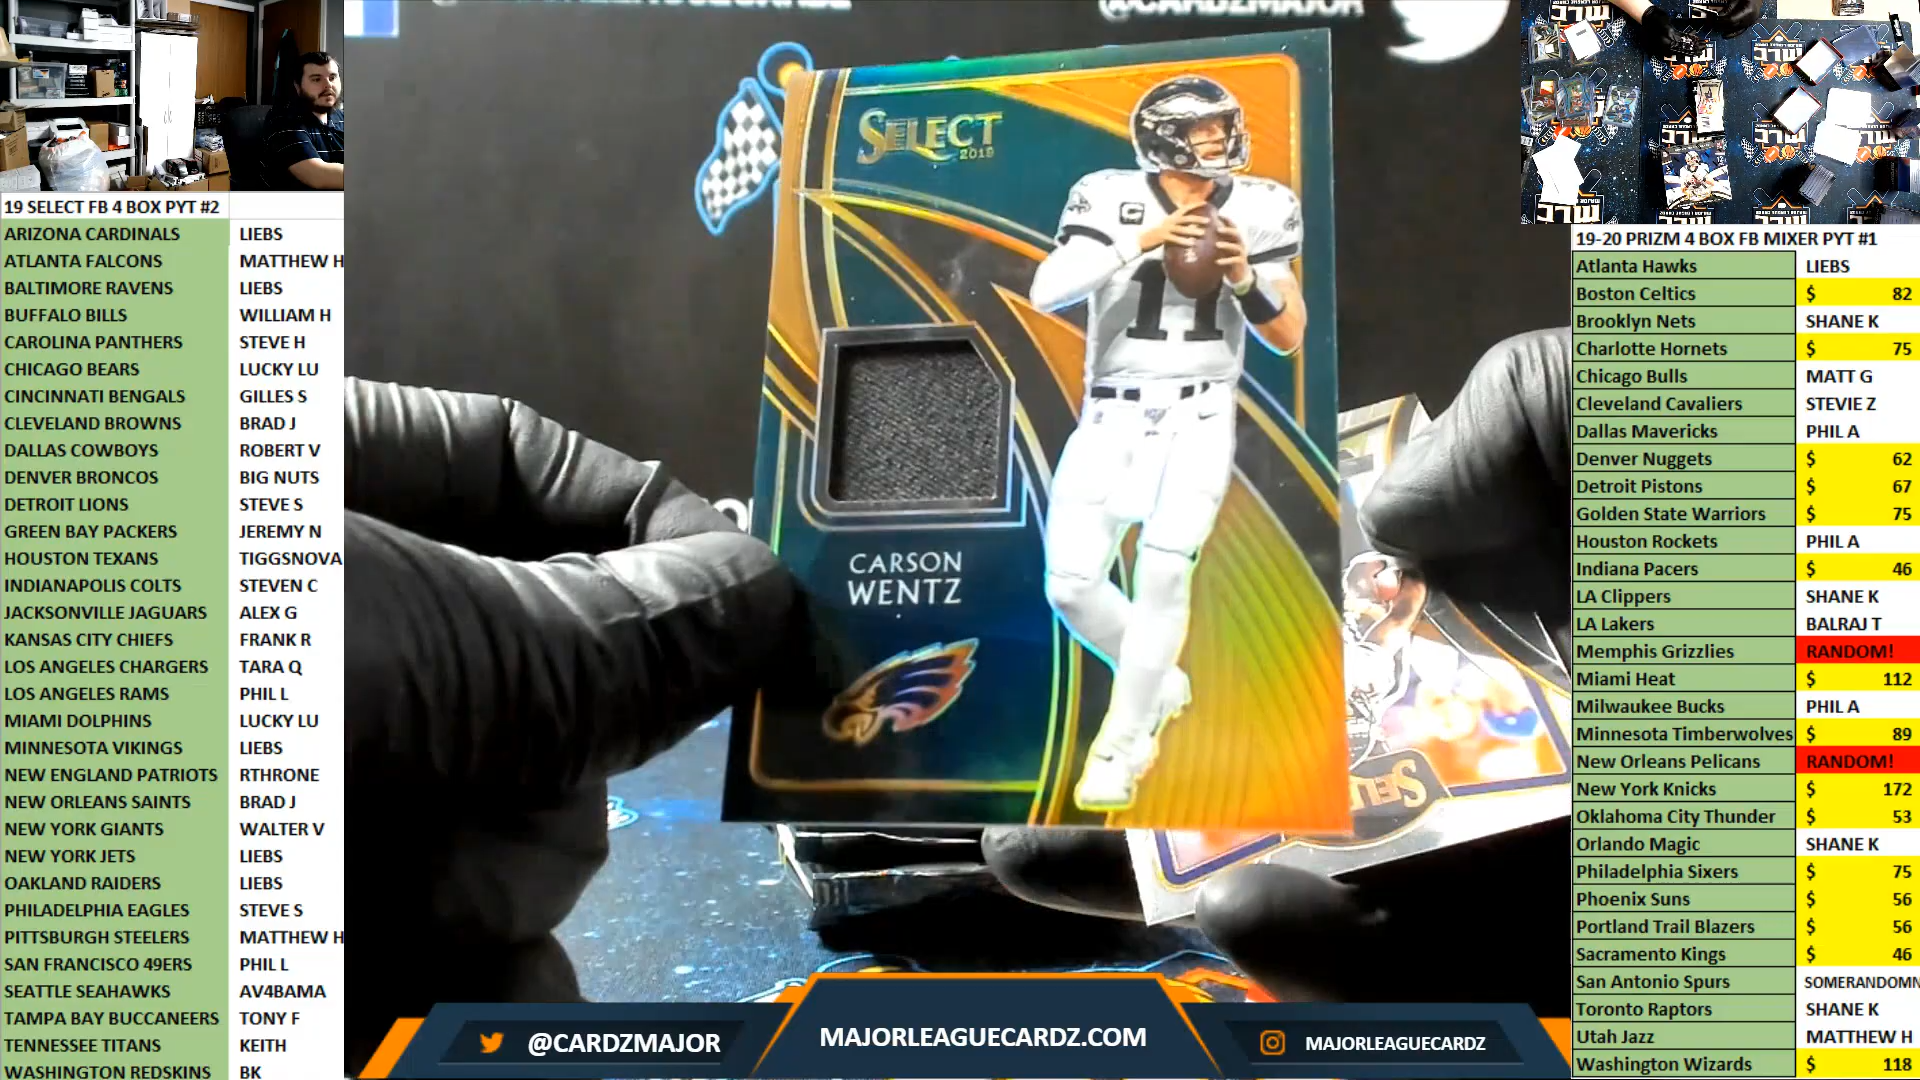 19 SELECT FB 4 BOX PYT #2
ARIZONA CARDINALS LIEBS
ATLANTA FALCONS MATTHEW H
BALTIMORE RAVENS LIEBS
BUFFALO BILLS WILLIAM H
CAROLINA PANTHERS STEVE H
CHICAGO BEARS LUCKY LU
CINCINNATI BENGALS GILLES S
CLEVELAND BROWNS BRAD J
DALLAS COWBOYS ROBERT V
DENVER BRONCOS BIG NUTS
DETROIT LIONS STEVE S
GREEN BAY PACKERS JEREMY N
HOUSTON TEXANS TIGGSNOVA
INDIANAPOLIS COLTS STEVEN C
JACKSONVILLE JAGUARS ALEX G
KANSAS CITY CHIEFS FRANK R
LOS ANGELES CHARGERS TARA Q
LOS ANGELES RAMS PHIL L
MIAMI DOLPHINS LUCKY LU
MINNESOTA VIKINGS LIEBS
NEW ENGLAND PATRIOTS RTHRONE
NEW ORLEANS SAINTS BRAD J
NEW YORK GIANTS WALTER V
NEW YORK JETS LIEBS
OAKLAND RAIDERS LIEBS
PHILADELPHIA EAGLES STEVE S
PITTSBURGH STEELERS MATTHEW H
SAN FRANCISCO 49ERS PHIL L
SEATTLE SEAHAWKS AV4BAMA
TAMPA BAY BUCCANEERS TONY F
TENNESSEE TITANS KEITH
WASHINGTON REDSKINS BK
@CARDZMAJOR
SELECT
2019
C
11
CARSON
WENTZ
SELE
@CARDZMAJOR
MAJORLEAGUECARDZ.COM
MAJORLEAGUECARDZ
MLC
19-20 PRIZM 4 BOX FB MIXER PYT #1
Atlanta Hawks LIEBS
Boston Celtics $ 82
Brooklyn Nets SHANE K
Charlotte Hornets $ 75
Chicago Bulls MATT G
Cleveland Cavaliers STEVIE Z
Dallas Mavericks PHIL A
Denver Nuggets $ 62
Detroit Pistons $ 67
Golden State Warriors $ 75
Houston Rockets PHIL A
Indiana Pacers $ 46
LA Clippers SHANE K
LA Lakers BALRAJ T
Memphis Grizzlies RANDOM!
Miami Heat $ 112
Milwaukee Bucks PHIL A
Minnesota Timberwolves $ 89
New Orleans Pelicans RANDOM!
New York Knicks $ 172
Oklahoma City Thunder $ 53
Orlando Magic SHANE K
Philadelphia Sixers $ 75
Phoenix Suns $ 56
Portland Trail Blazers $ 56
Sacramento Kings $ 46
San Antonio Spurs SOMERANDOMN
Toronto Raptors SHANE K
Utah Jazz MATTHEW H
Washington Wizards $ 118